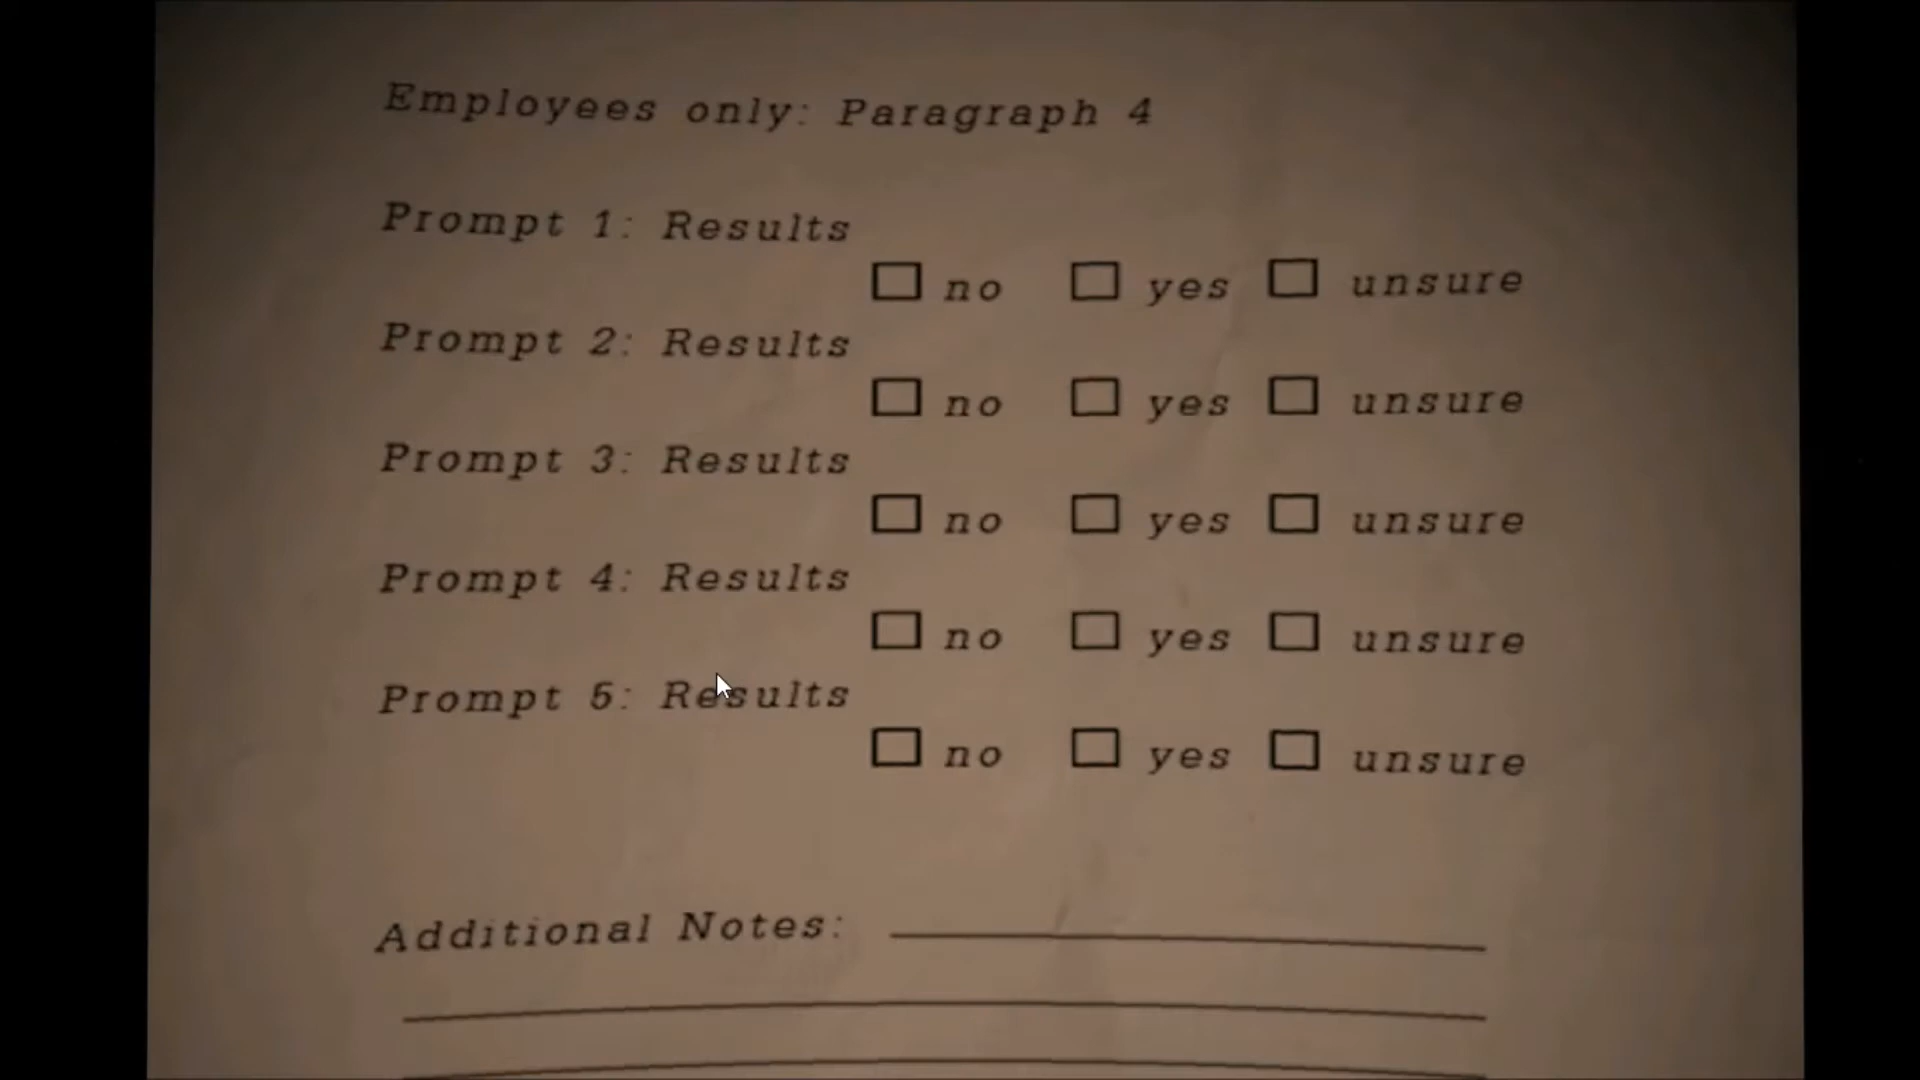 Employees only: Paragraph 4
Prompt 1: Results
no yes unsure
Prompt 2: Results
no yes unsure
Prompt 3: Results
no yes unsure
Prompt 4: Results
no yes unsure
Prompt 5: Results
no yes unsure
Additional Notes: